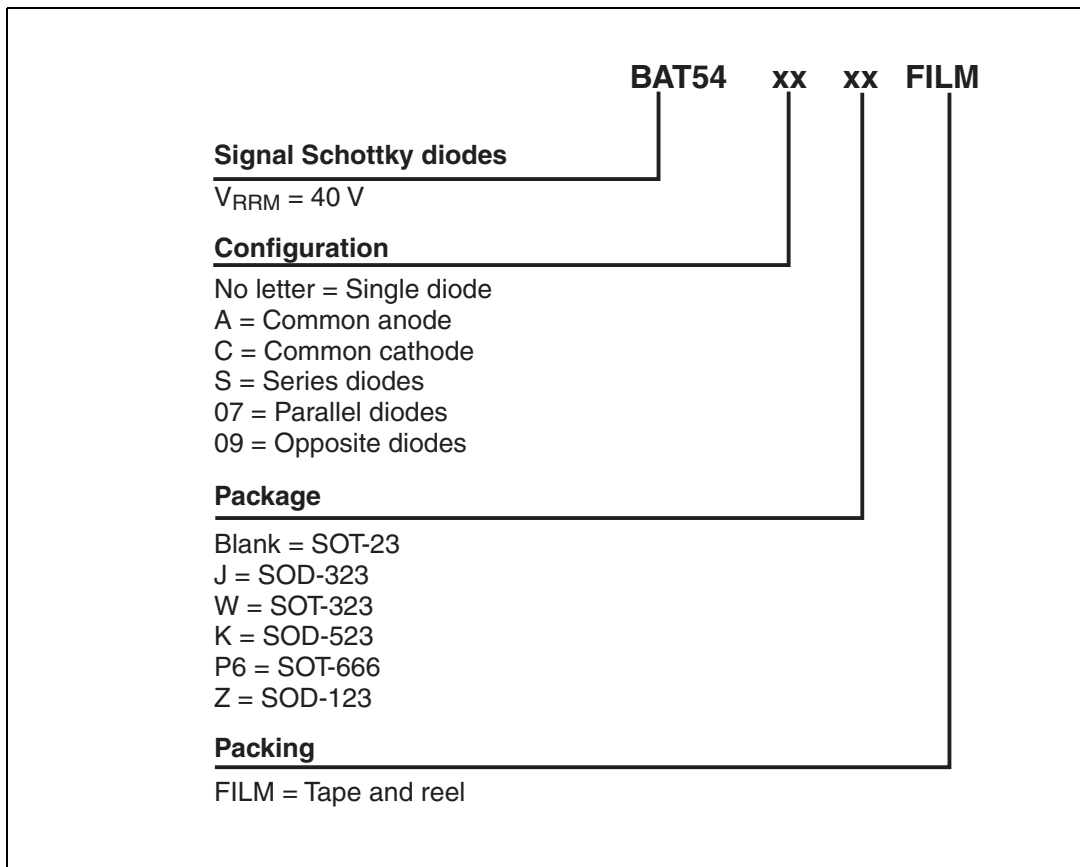 BAT54 xx xx FILM
Signal Schottky diodes
VRRM = 40 V
Configuration
No letter = Single diode
A = Common anode
C = Common cathode
S = Series diodes
07 = Parallel diodes
09 = Opposite diodes
Package
Blank = SOT-23
J = SOD-323
W = SOT-323
K = SOD-523
P6 = SOT-666
Z = SOD-123
Packing
FILM = Tape and reel